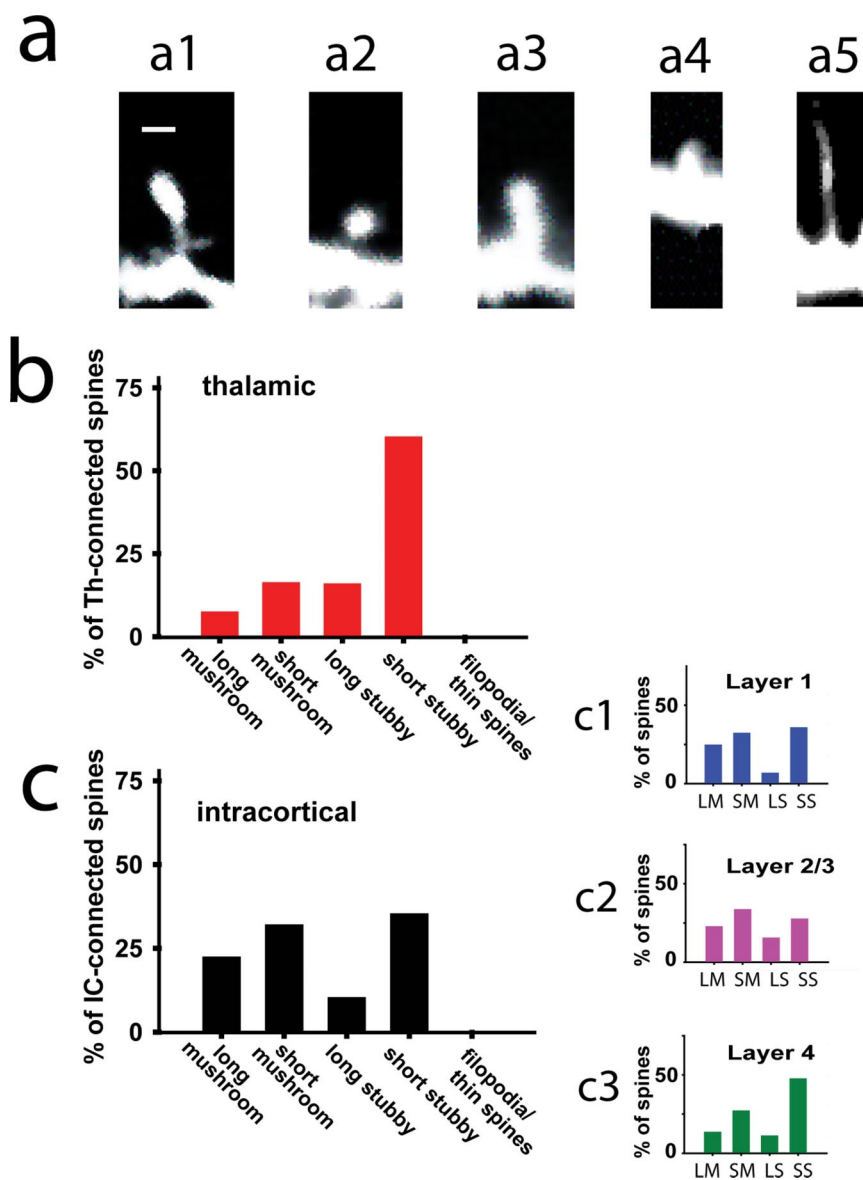 a
a1 a2 a3 a4 a5
b
thalamic
% of Th-connected spines
75
50
25
0
long mushroom
short mushroom
long stubby
short stubby
filopodia/ thin spines
c
intracortical
% of IC-connected spines
75
50
25
0
long mushroom
short mushroom
long stubby
short stubby
filopodia/ thin spines
c1
Layer 1
% of spines
50
0
LM SM LS SS
c2
Layer 2/3
% of spines
50
0
LM SM LS SS
c3
Layer 4
% of spines
50
0
LM SM LS SS